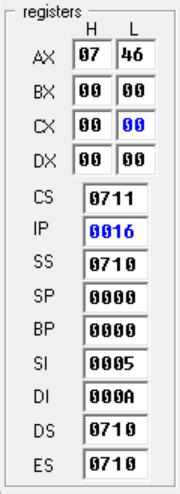 registers
H L
AX 07 46
BX 00 00
CX 00 00
DX 00 00
CS 0711
IP 0016
SS 0710
SP 0000
BP 0000
SI 0005
DI 000A
DS 0710
ES 0710